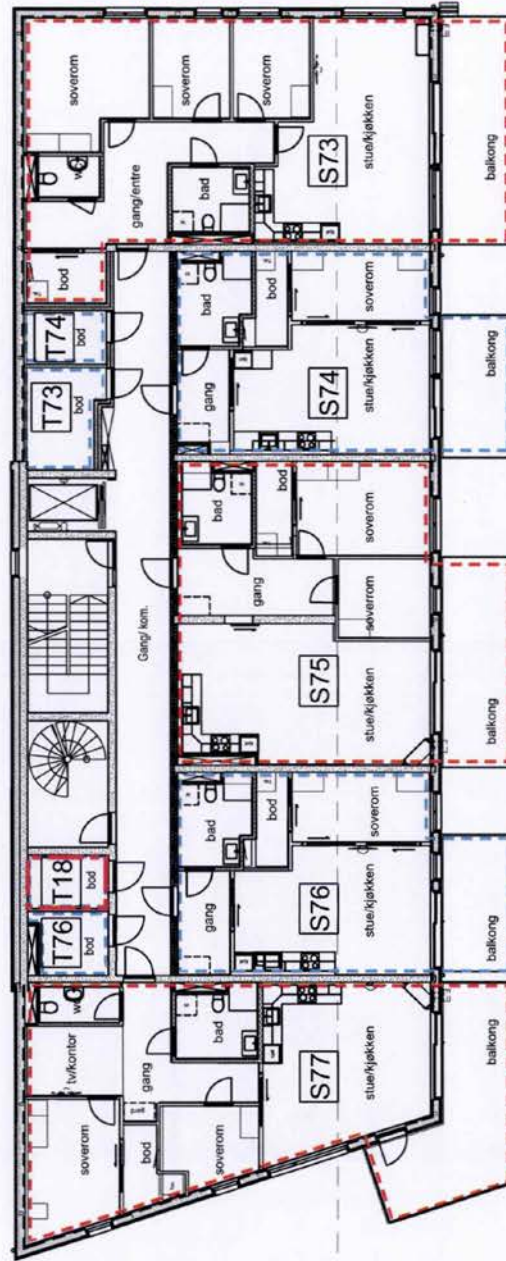 soverom
soverom
soverom
wc
gang/entre
bad
stue/kjøkken
S73
balkong
bod
T74
bod
T73
bod
bad
bod
soverom
gang
S74
stue/kjøkken
balkong
Gang/ kom.
bad
bod
soverom
gang
soverom
S75
stue/kjøkken
balkong
T18
bod
T76
bod
bad
bod
soverom
gang
S76
stue/kjøkken
balkong
tv/kontor
bad
gang
soverom
bod
soverom
S77
stue/kjøkken
balkong